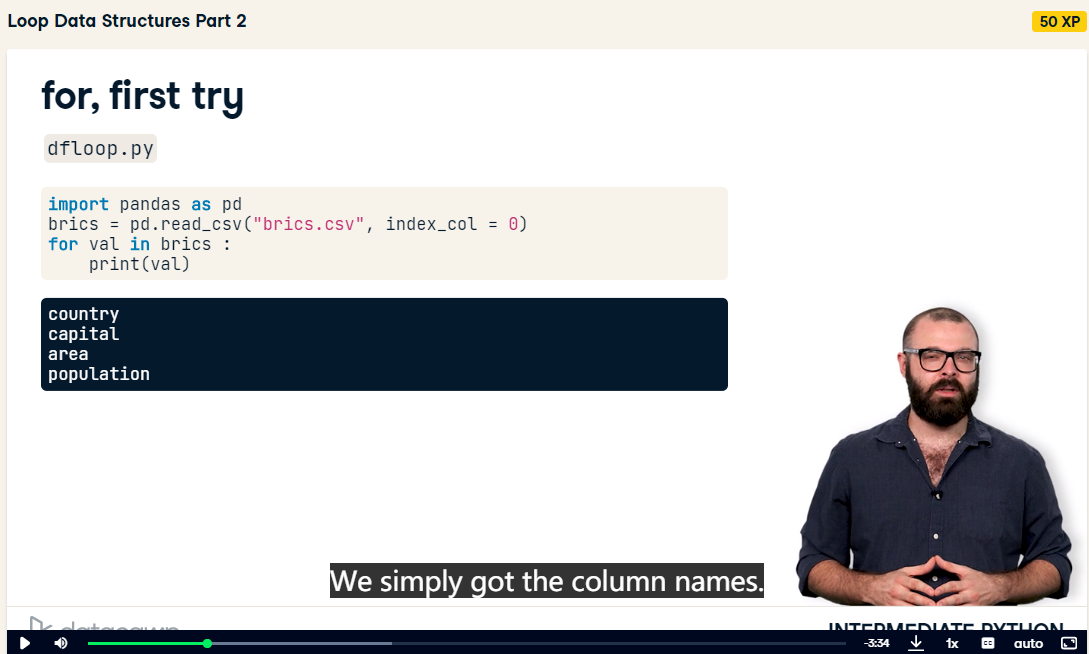 Loop Data Structures Part 2
50 XP
for, first try
dfloop.py
import pandas as pd
brics = pd.read_csv("brics.csv", index_col = 0)
for val in brics :
    print(val)
country
capital
area
population
We simply got the column names.
datacamp
INTERMEDIATE PYTHON
-3:34
1x
CC
auto